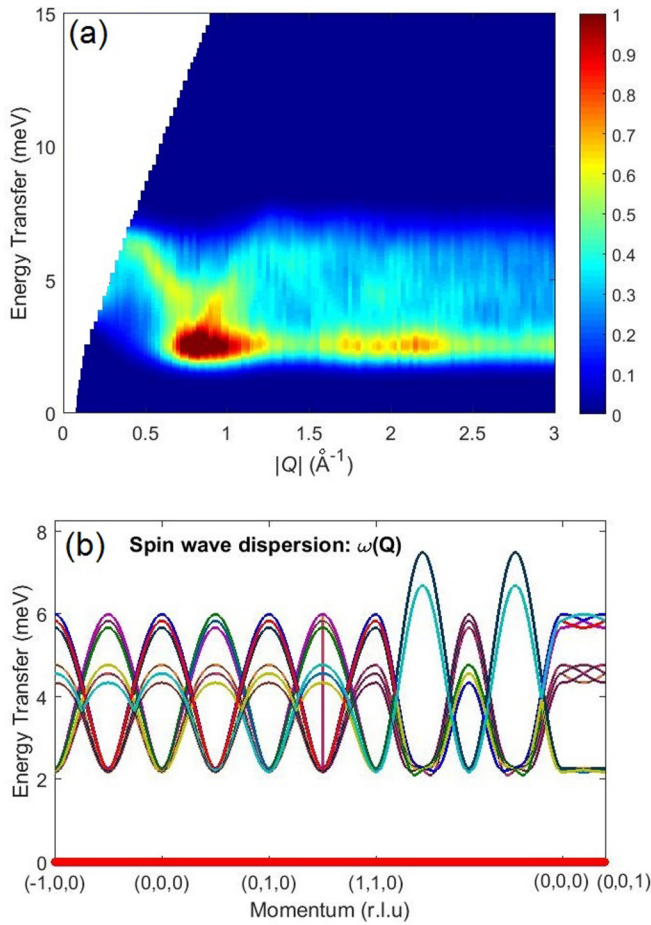 (a)
15
10
5
0
Energy Transfer (meV)
0 0.5 1 1.5 2 2.5 3
|Q| (Å-1)
1
0.9
0.8
0.7
0.6
0.5
0.4
0.3
0.2
0.1
0
(b) Spin wave dispersion: ω(Q)
8
6
4
2
0
Energy Transfer (meV)
(-1,0,0) (0,0,0) (0,1,0) (1,1,0) (0,0,0) (0,0,1)
Momentum (r.l.u)